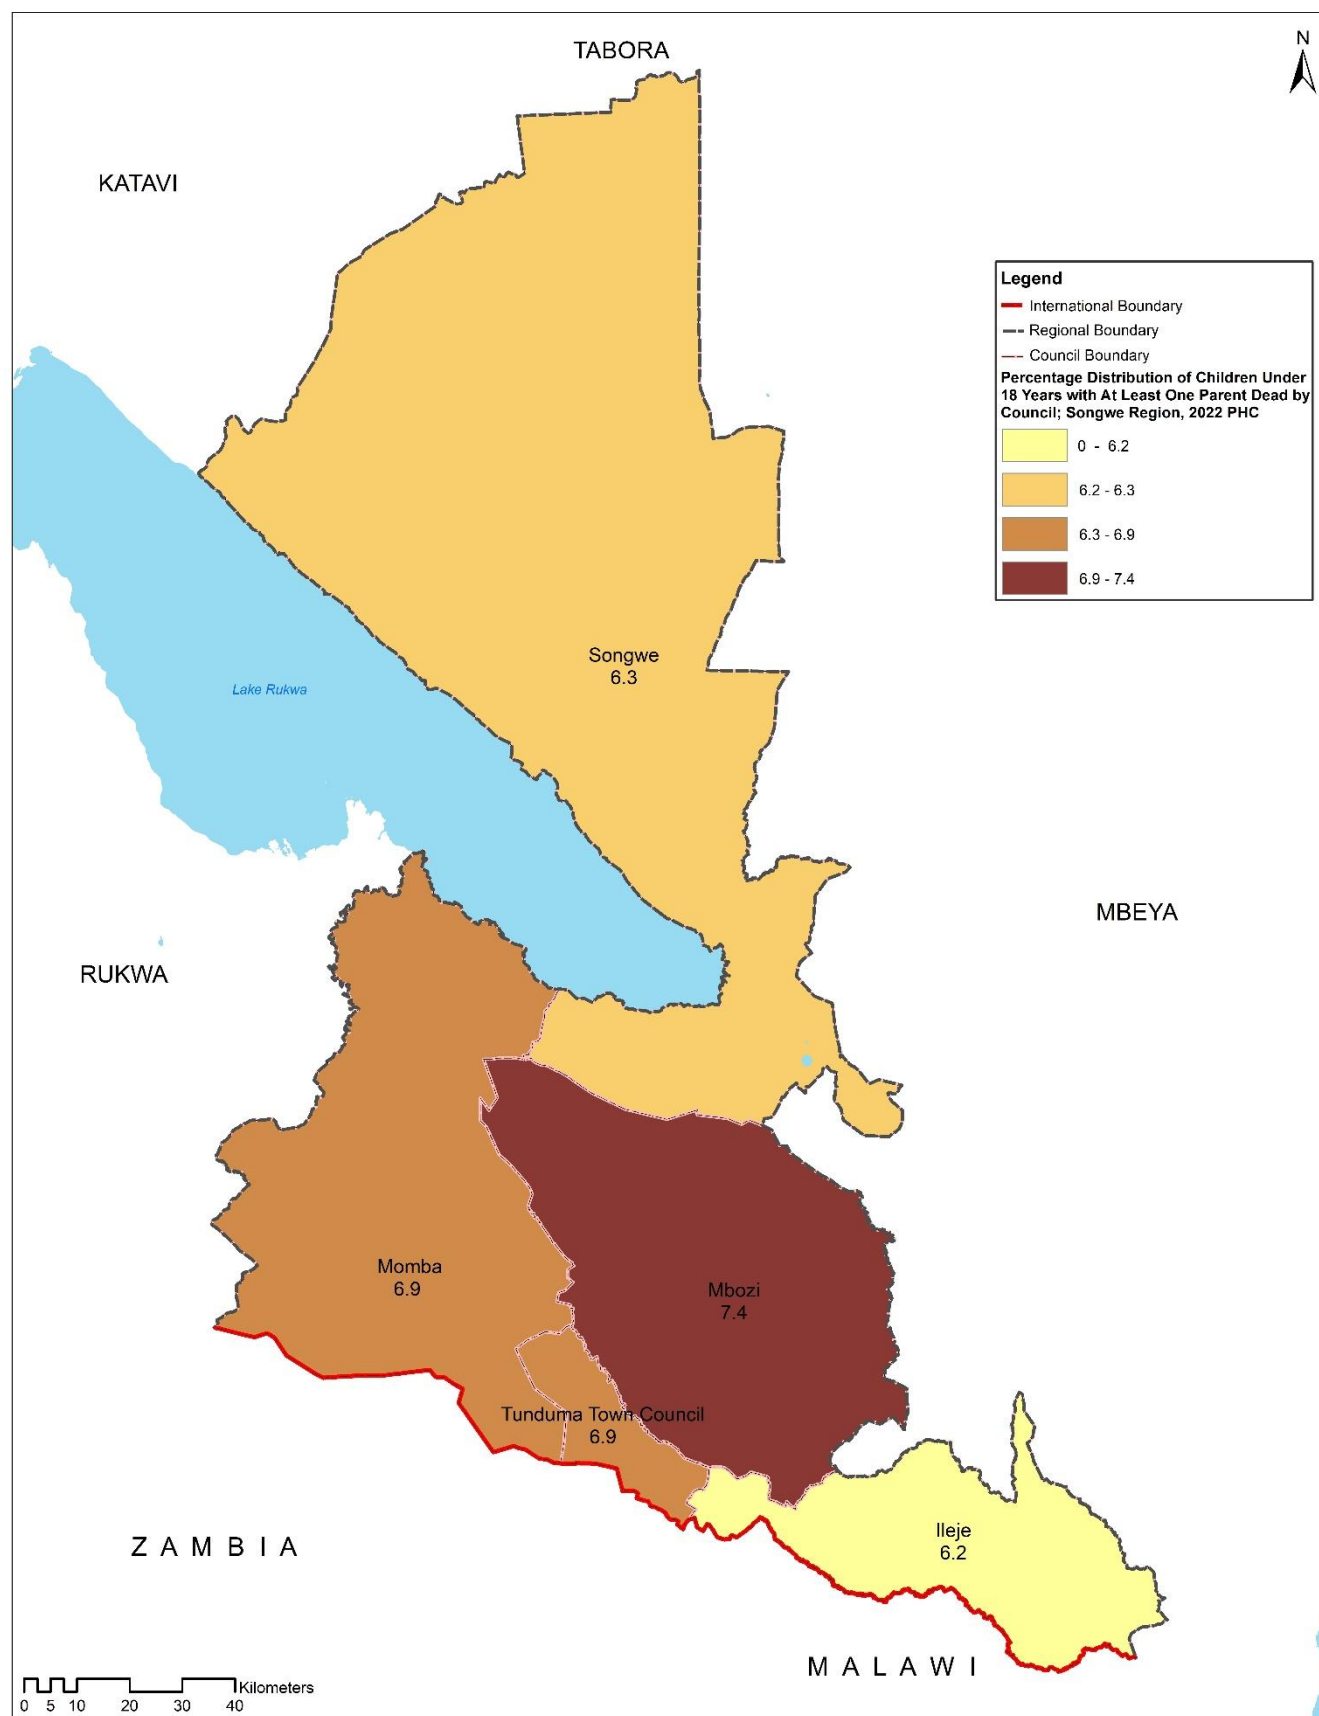 TABORA
N
KATAVI
Legend
International Boundary
Regional Boundary
Council Boundary
Percentage Distribution of Children Under
18 Years with At Least One Parent Dead by
Council; Songwe Region, 2022 PHC
0 - 6.2
6.2 - 6.3
6.3 - 6.9
6.9 - 7.4
Songwe
6.3
Lake Rukwa
MBEYA
RUKWA
Momba
6.9
Mbozi
7.4
Tunduma Town Council
6.9
Ileje
6.2
ZAMBIA
MALAWI
Kilometers
0 5 10 20 30 40